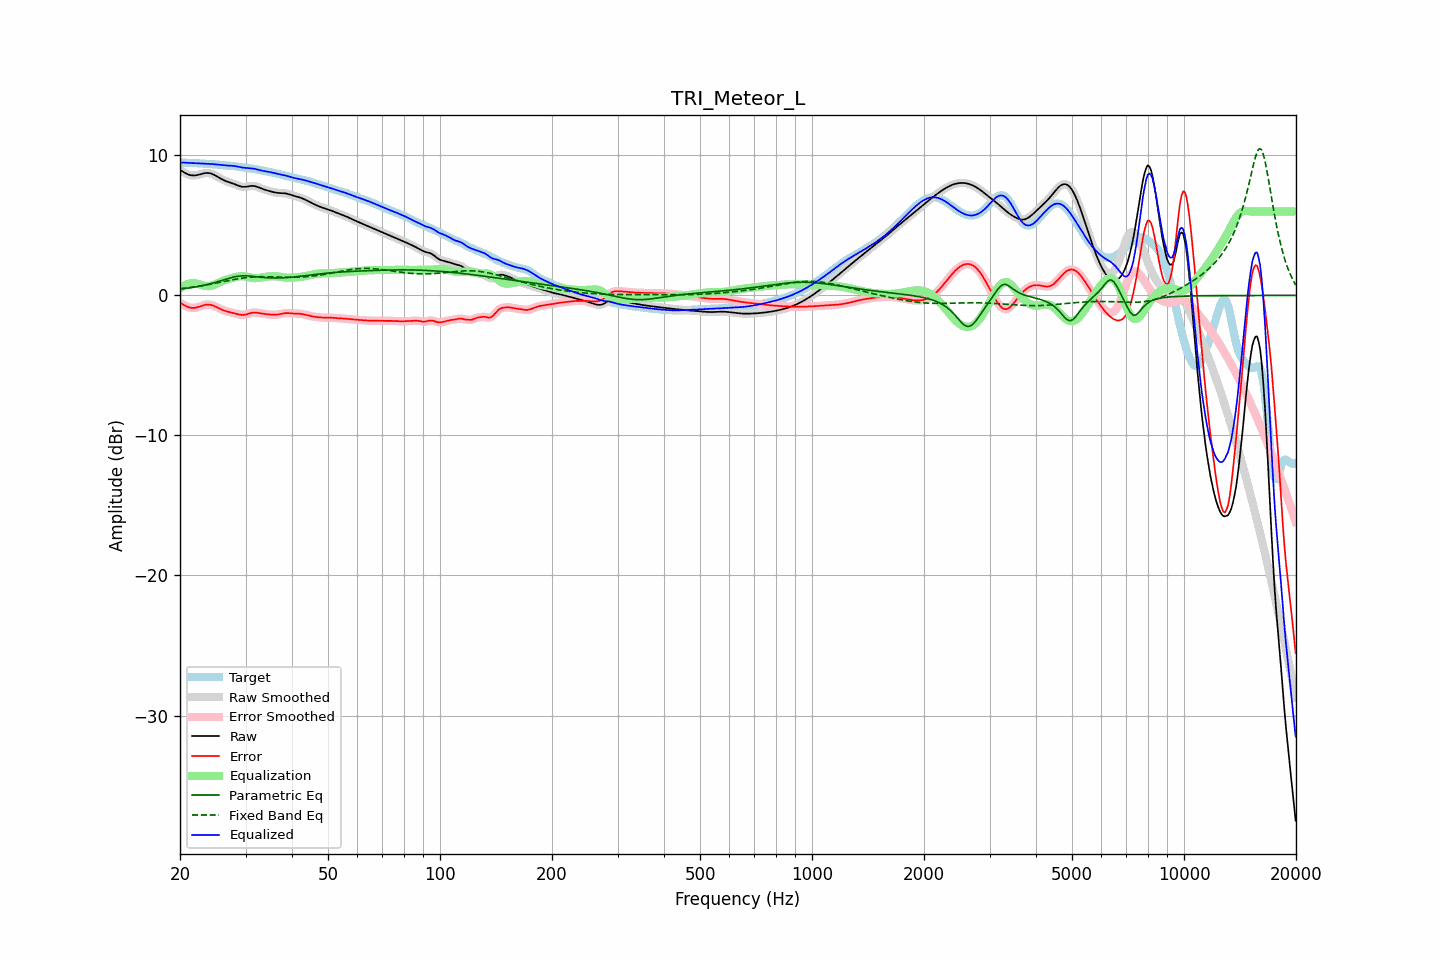 TRI_Meteor_L
Amplitude (dBr)
10
0
−10
−20
−30
Target
Raw Smoothed
Error Smoothed
Raw
Error
Equalization
Parametric Eq
Fixed Band Eq
Equalized
20 50 100 200 500 1000 2000 5000 10000 20000
Frequency (Hz)